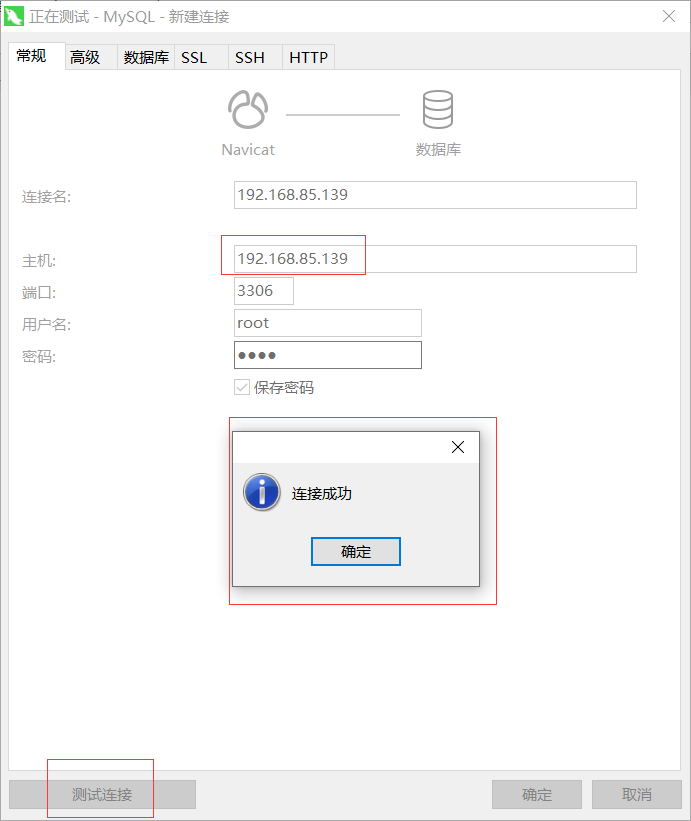 正在测试 - MySQL - 新建连接
常规 高级 数据库 SSL SSH HTTP
Navicat 数据库
连接名: 192.168.85.139
主机: 192.168.85.139
端口: 3306
用户名: root
密码: ●●●●
保存密码
连接成功
确定
测试连接 确定 取消